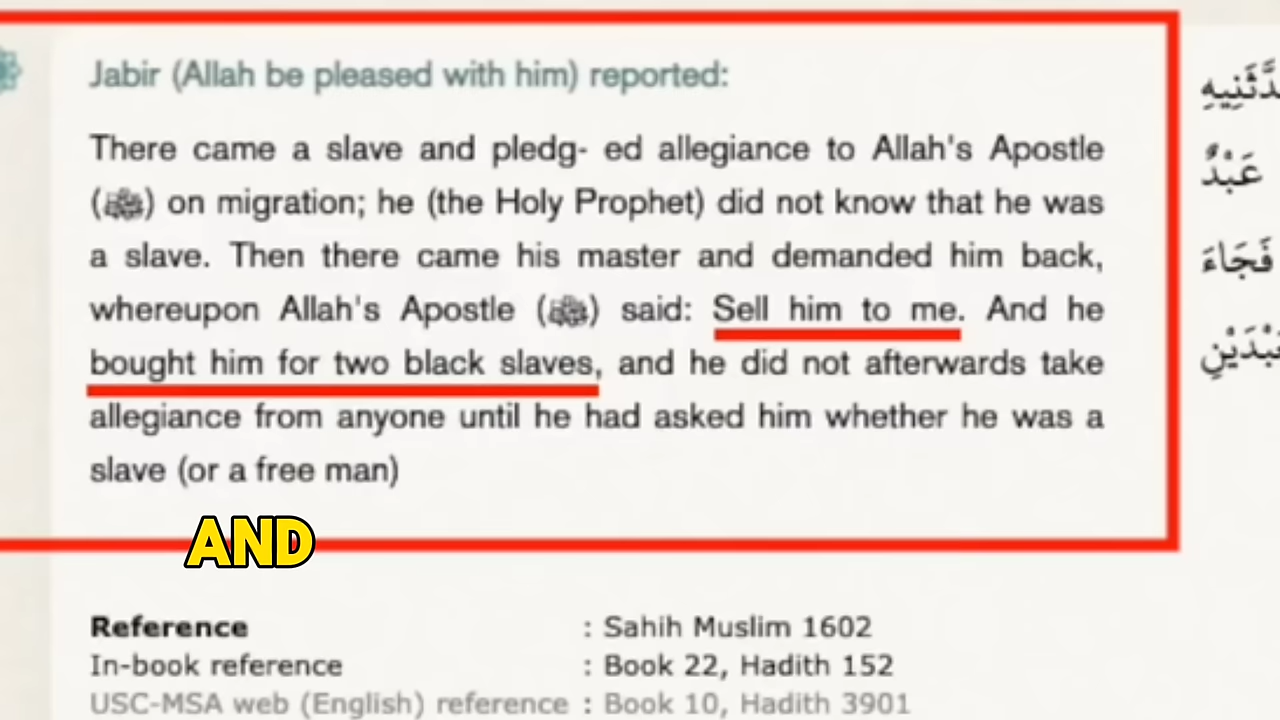 Jabir (Allah be pleased with him) reported:
There came a slave and pledg- ed allegiance to Allah's Apostle
(ﷺ) on migration; he (the Holy Prophet) did not know that he was
a slave. Then there came his master and demanded him back,
whereupon Allah's Apostle (ﷺ) said: Sell him to me. And he
bought him for two black slaves, and he did not afterwards take
allegiance from anyone until he had asked him whether he was a
slave (or a free man)
AND
Reference : Sahih Muslim 1602
In-book reference : Book 22, Hadith 152
USC-MSA web (English) reference : Book 10, Hadith 3901
عَبْدٌ
فَجَاءَ